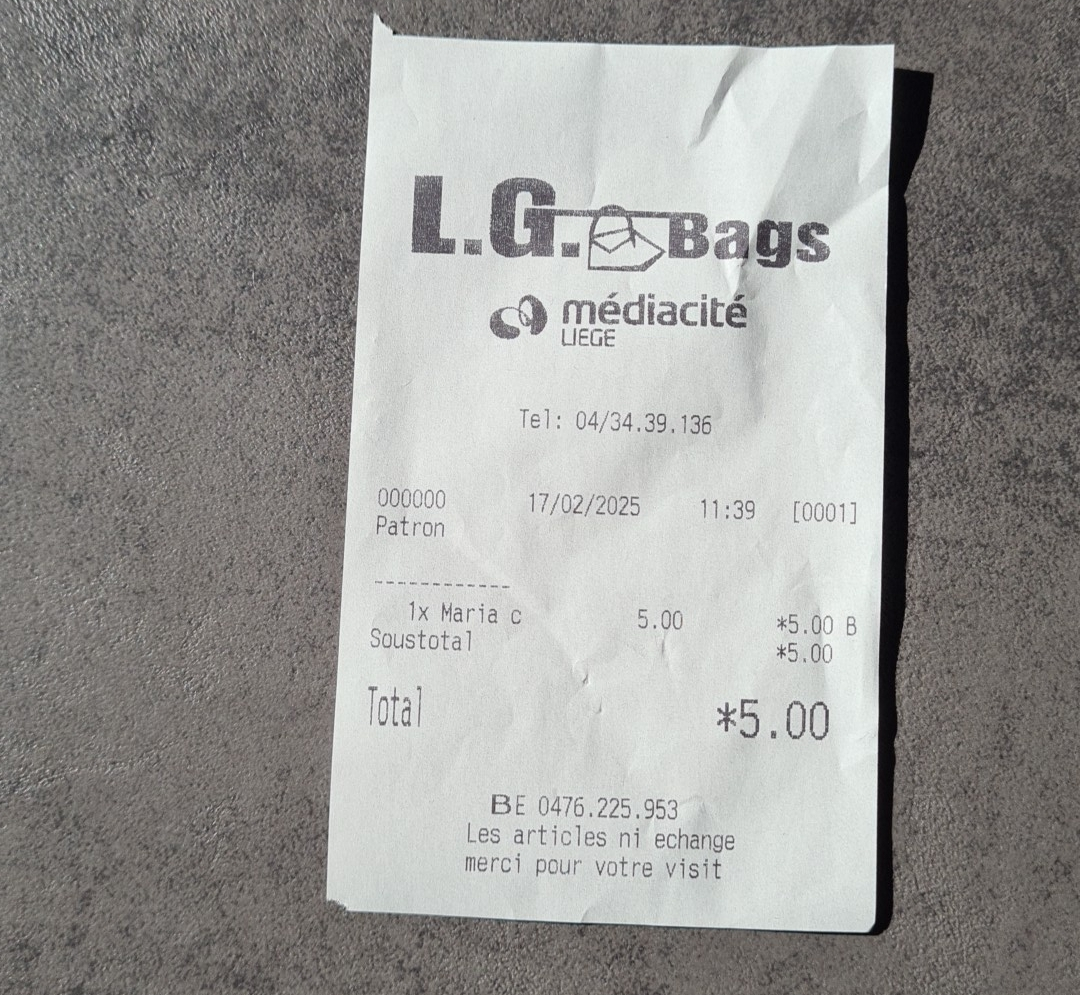 L.G. Bags
médiacité
LIEGE
Tel: 04/34.39.136
000000 17/02/2025 11:39 [0001]
Patron
------------
1x Maria c 5.00 *5.00 B
Soustotal *5.00
Total *5.00
BE 0476.225.953
Les articles ni echange
merci pour votre visit